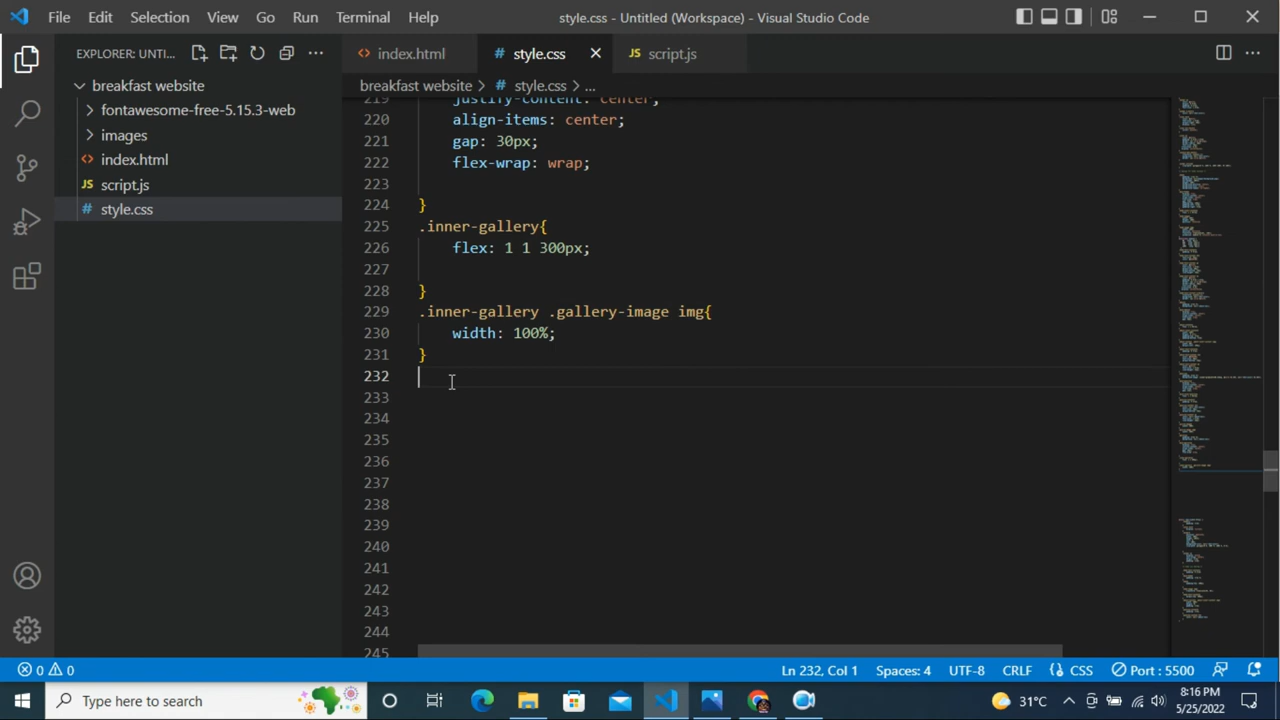 File Edit Selection View Go Run Terminal Help
style.css - Untitled (Workspace) - Visual Studio Code
EXPLORER: UNTI...
index.html
style.css
script.js
breakfast website
fontawesome-free-5.15.3-web
images
index.html
script.js
style.css
breakfast website > # style.css > ...
219 justify-content: center;
220 align-items: center;
221 gap: 30px;
222 flex-wrap: wrap;
223
224 }
225 .inner-gallery{
226 flex: 1 1 300px;
227
228 }
229 .inner-gallery .gallery-image img{
230 width: 100%;
231 }
232
233
234
235
236
237
238
239
240
241
242
243
244
245
0 0
Ln 232, Col 1 Spaces: 4 UTF-8 CRLF CSS Port : 5500
Type here to search
31°C
8:16 PM
5/25/2022